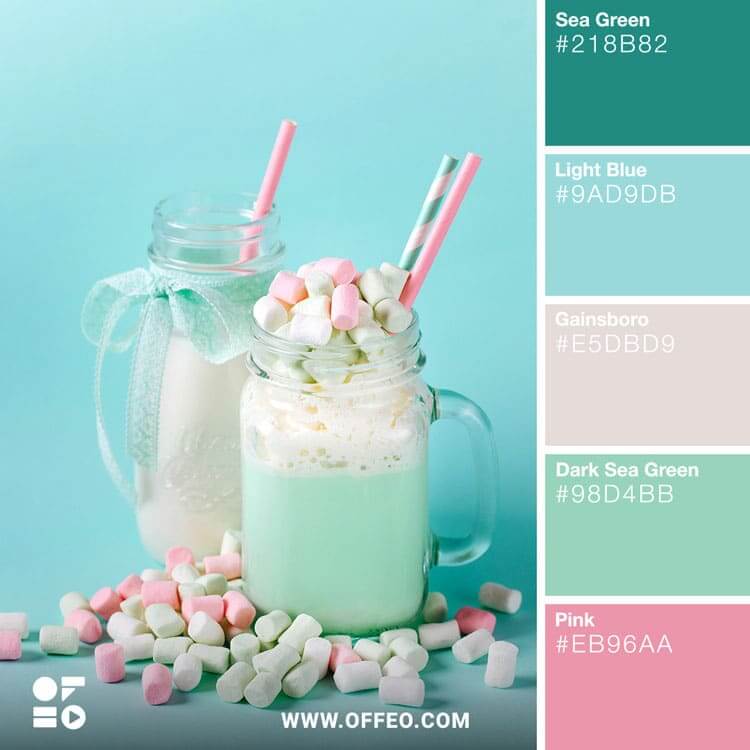 Sea Green
#218B82
Light Blue
#9AD9DB
Gainsboro
#E5DBD9
Dark Sea Green
#98D4BB
Pink
#EB96AA
WWW.OFFEO.COM